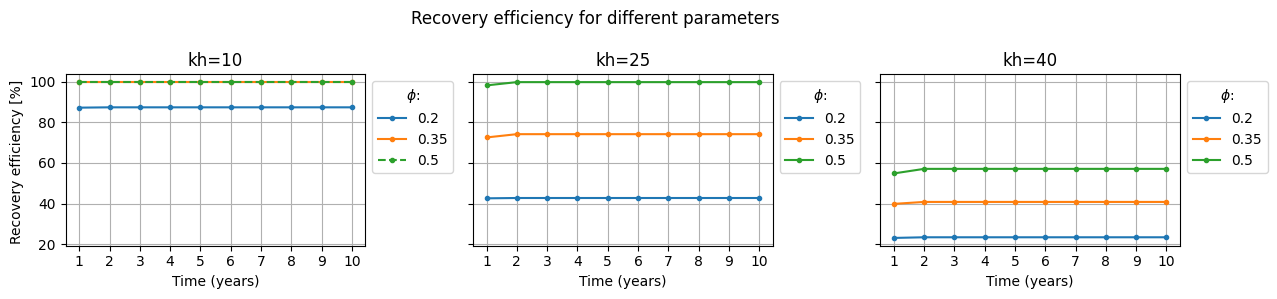 Recovery efficiency for different parameters
kh=10
Recovery efficiency [%]
100
80
60
40
20
1 2 3 4 5 6 7 8 9 10
Time (years)
ϕ:
0.2
0.35
0.5
kh=25
1 2 3 4 5 6 7 8 9 10
Time (years)
ϕ:
0.2
0.35
0.5
kh=40
1 2 3 4 5 6 7 8 9 10
Time (years)
ϕ:
0.2
0.35
0.5